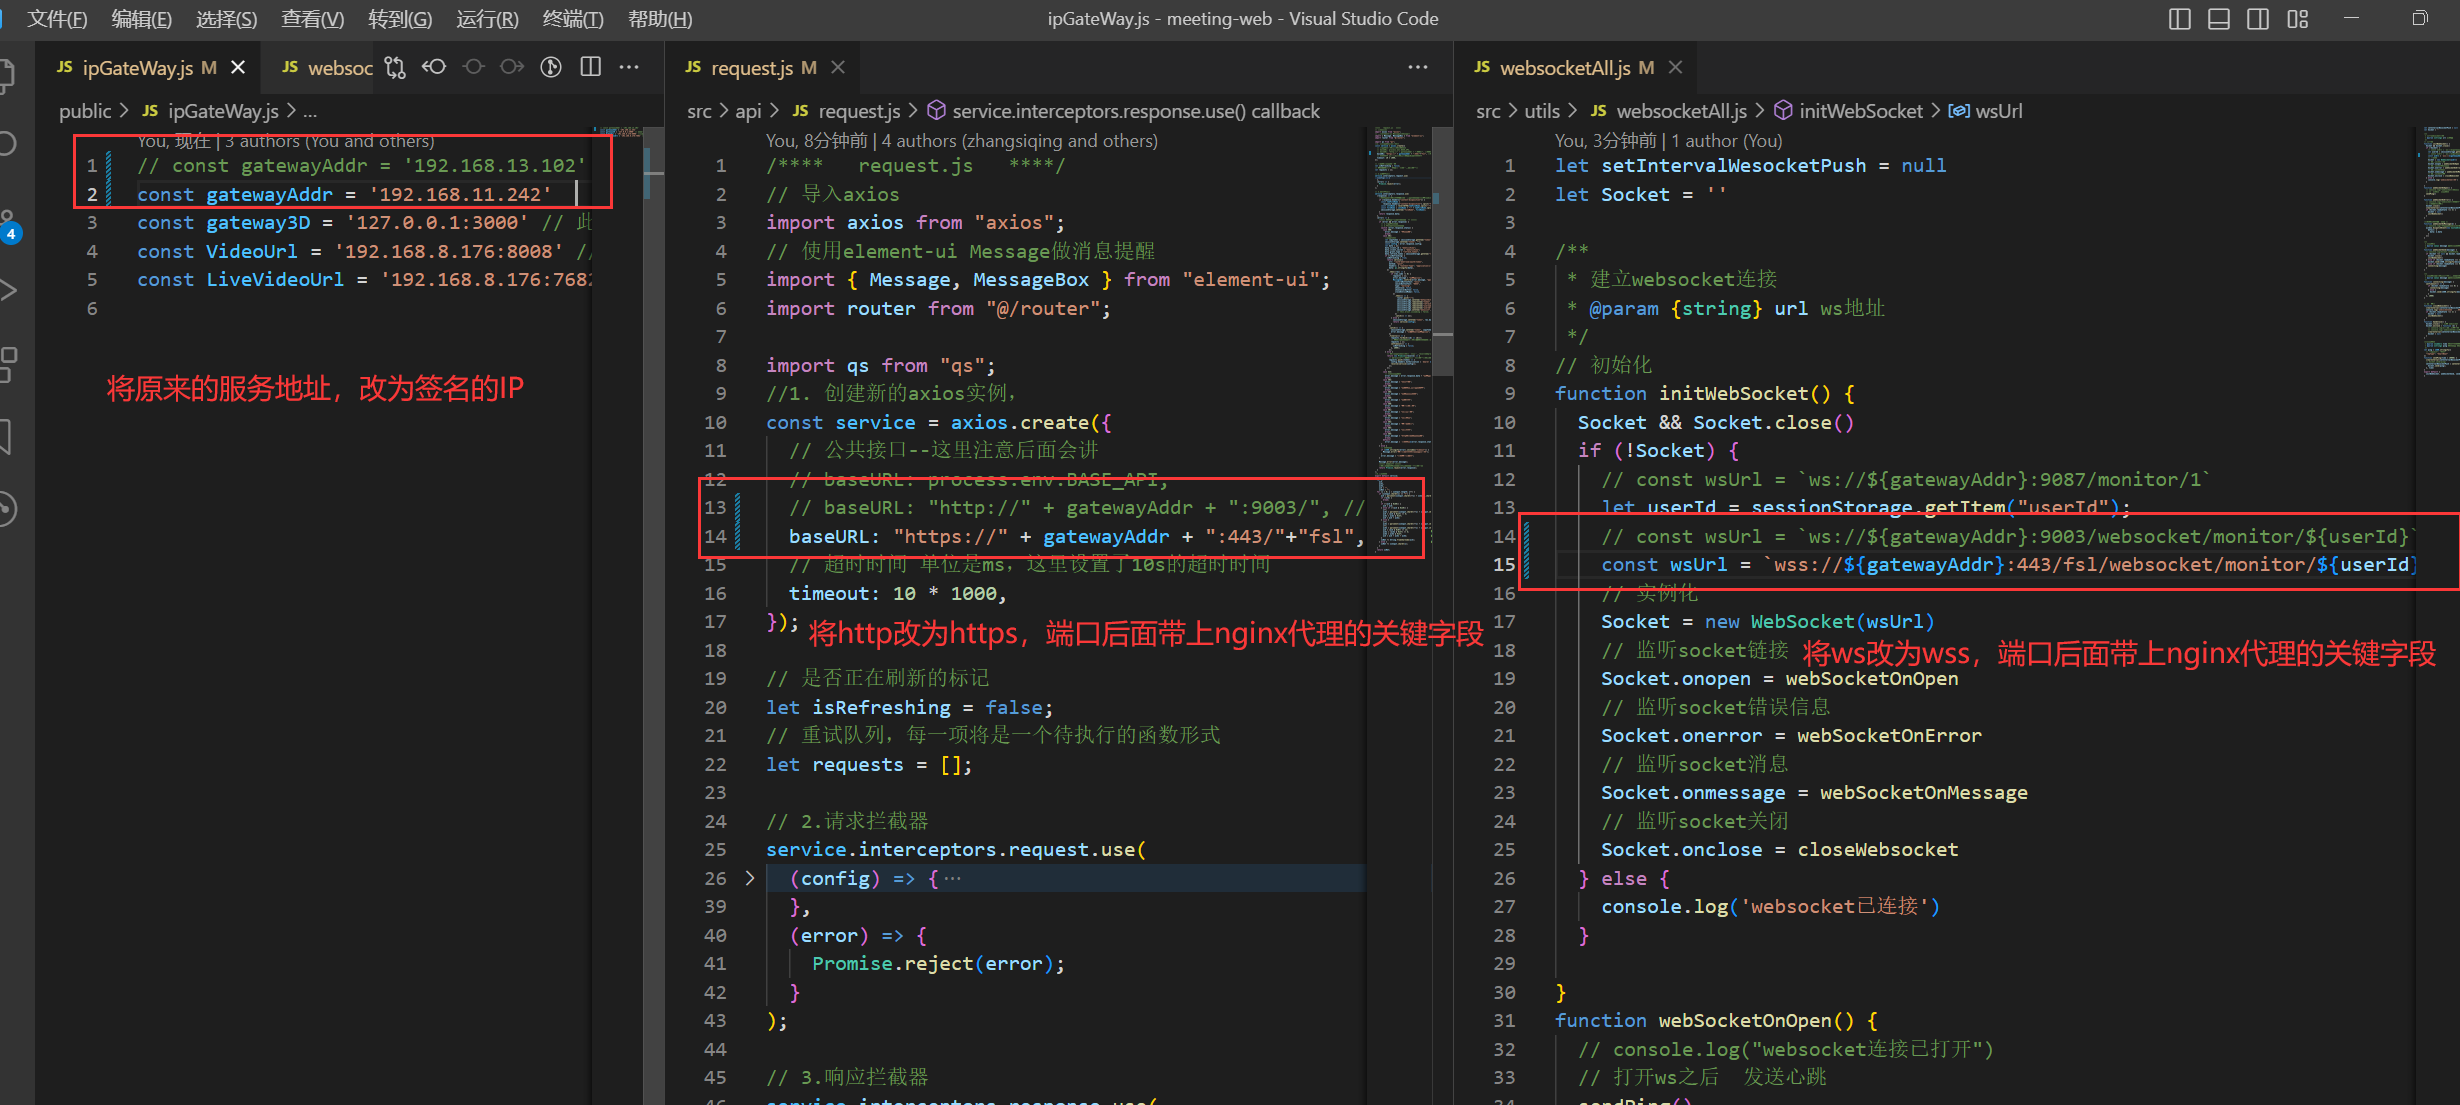 文件(F) 编辑(E) 选择(S) 查看(V) 转到(G) 运行(R) 终端(T) 帮助(H)
ipGateWay.js - meeting-web - Visual Studio Code
4
JS ipGateWay.js M
JS websoc
public > JS ipGateWay.js > ...
You, 现在 | 3 authors (You and others)
1 // const gatewayAddr = '192.168.13.102'
2 const gatewayAddr = '192.168.11.242'
3 const gateway3D = '127.0.0.1:3000' // 此
4 const VideoUrl = '192.168.8.176:8008' //
5 const LiveVideoUrl = '192.168.8.176:7682
6
将原来的服务地址，改为签名的IP
JS request.js M
src > api > JS request.js > service.interceptors.response.use() callback
You, 8分钟前 | 4 authors (zhangsiqing and others)
1 /****   request.js   ****/
2 // 导入axios
3 import axios from "axios";
4 // 使用element-ui Message做消息提醒
5 import { Message, MessageBox } from "element-ui";
6 import router from "@/router";
7
8 import qs from "qs";
9 //1. 创建新的axios实例，
10 const service = axios.create({
11 // 公共接口--这里注意后面会讲
12 // baseURL: process.env.BASE_API,
13 // baseURL: "http://" + gatewayAddr + ":9003/", //
14 baseURL: "https://" + gatewayAddr + ":443/"+"fsl",
15 // 超时时间 单位是ms，这里设置了10s的超时时间
16 timeout: 10 * 1000,
17 });
将http改为https，端口后面带上nginx代理的关键字段
18
19 // 是否正在刷新的标记
20 let isRefreshing = false;
21 // 重试队列，每一项将是一个待执行的函数形式
22 let requests = [];
23
24 // 2.请求拦截器
25 service.interceptors.request.use(
26 (config) => { ...
39 },
40 (error) => {
41 Promise.reject(error);
42 }
43 );
44
45 // 3.响应拦截器
46 service.interceptors.response.use(
JS websocketAll.js M
src > utils > JS websocketAll.js > initWebSocket > wsUrl
You, 3分钟前 | 1 author (You)
1 let setIntervalWesocketPush = null
2 let Socket = ''
3
4 /**
5 * 建立websocket连接
6 * @param {string} url ws地址
7 */
8 // 初始化
9 function initWebSocket() {
10 Socket && Socket.close()
11 if (!Socket) {
12 // const wsUrl = `ws://${gatewayAddr}:9087/monitor/1`
13 let userId = sessionStorage.getItem("userId");
14 // const wsUrl = `ws://${gatewayAddr}:9003/websocket/monitor/${userId}`
15 const wsUrl = `wss://${gatewayAddr}:443/fsl/websocket/monitor/${userId}
16 // 实例化
17 Socket = new WebSocket(wsUrl)
18 // 监听socket链接
将ws改为wss，端口后面带上nginx代理的关键字段
19 Socket.onopen = webSocketOnOpen
20 // 监听socket错误信息
21 Socket.onerror = webSocketOnError
22 // 监听socket消息
23 Socket.onmessage = webSocketOnMessage
24 // 监听socket关闭
25 Socket.onclose = closeWebsocket
26 } else {
27 console.log('websocket已连接')
28 }
29
30 }
31 function webSocketOnOpen() {
32 // console.log("websocket连接已打开")
33 // 打开ws之后  发送心跳
34 sendPing()